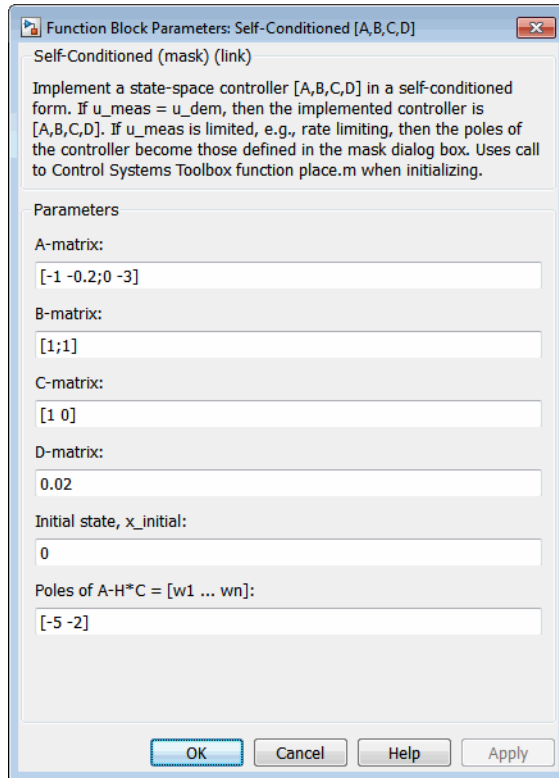 Function Block Parameters: Self-Conditioned [A,B,C,D]
Self-Conditioned (mask) (link)
Implement a state-space controller [A,B,C,D] in a self-conditioned
form. If u_meas = u_dem, then the implemented controller is
[A,B,C,D]. If u_meas is limited, e.g., rate limiting, then the poles of
the controller become those defined in the mask dialog box. Uses call
to Control Systems Toolbox function place.m when initializing.
Parameters
A-matrix:
[-1 -0.2;0 -3]
B-matrix:
[1;1]
C-matrix:
[1 0]
D-matrix:
0.02
Initial state, x_initial:
0
Poles of A-H*C = [w1 ... wn]:
[-5 -2]
OK Cancel Help Apply